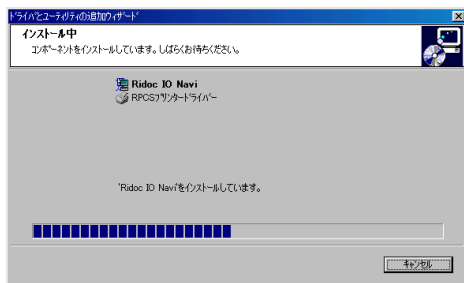 ドライバとユーティリティの追加ウィザード
インストール中
コンポーネントをインストールしています。しばらくお待ちください。
Ridoc IO Navi
RPCSプリンタードライバー
'Ridoc IO Navi'をインストールしています。
キャンセル